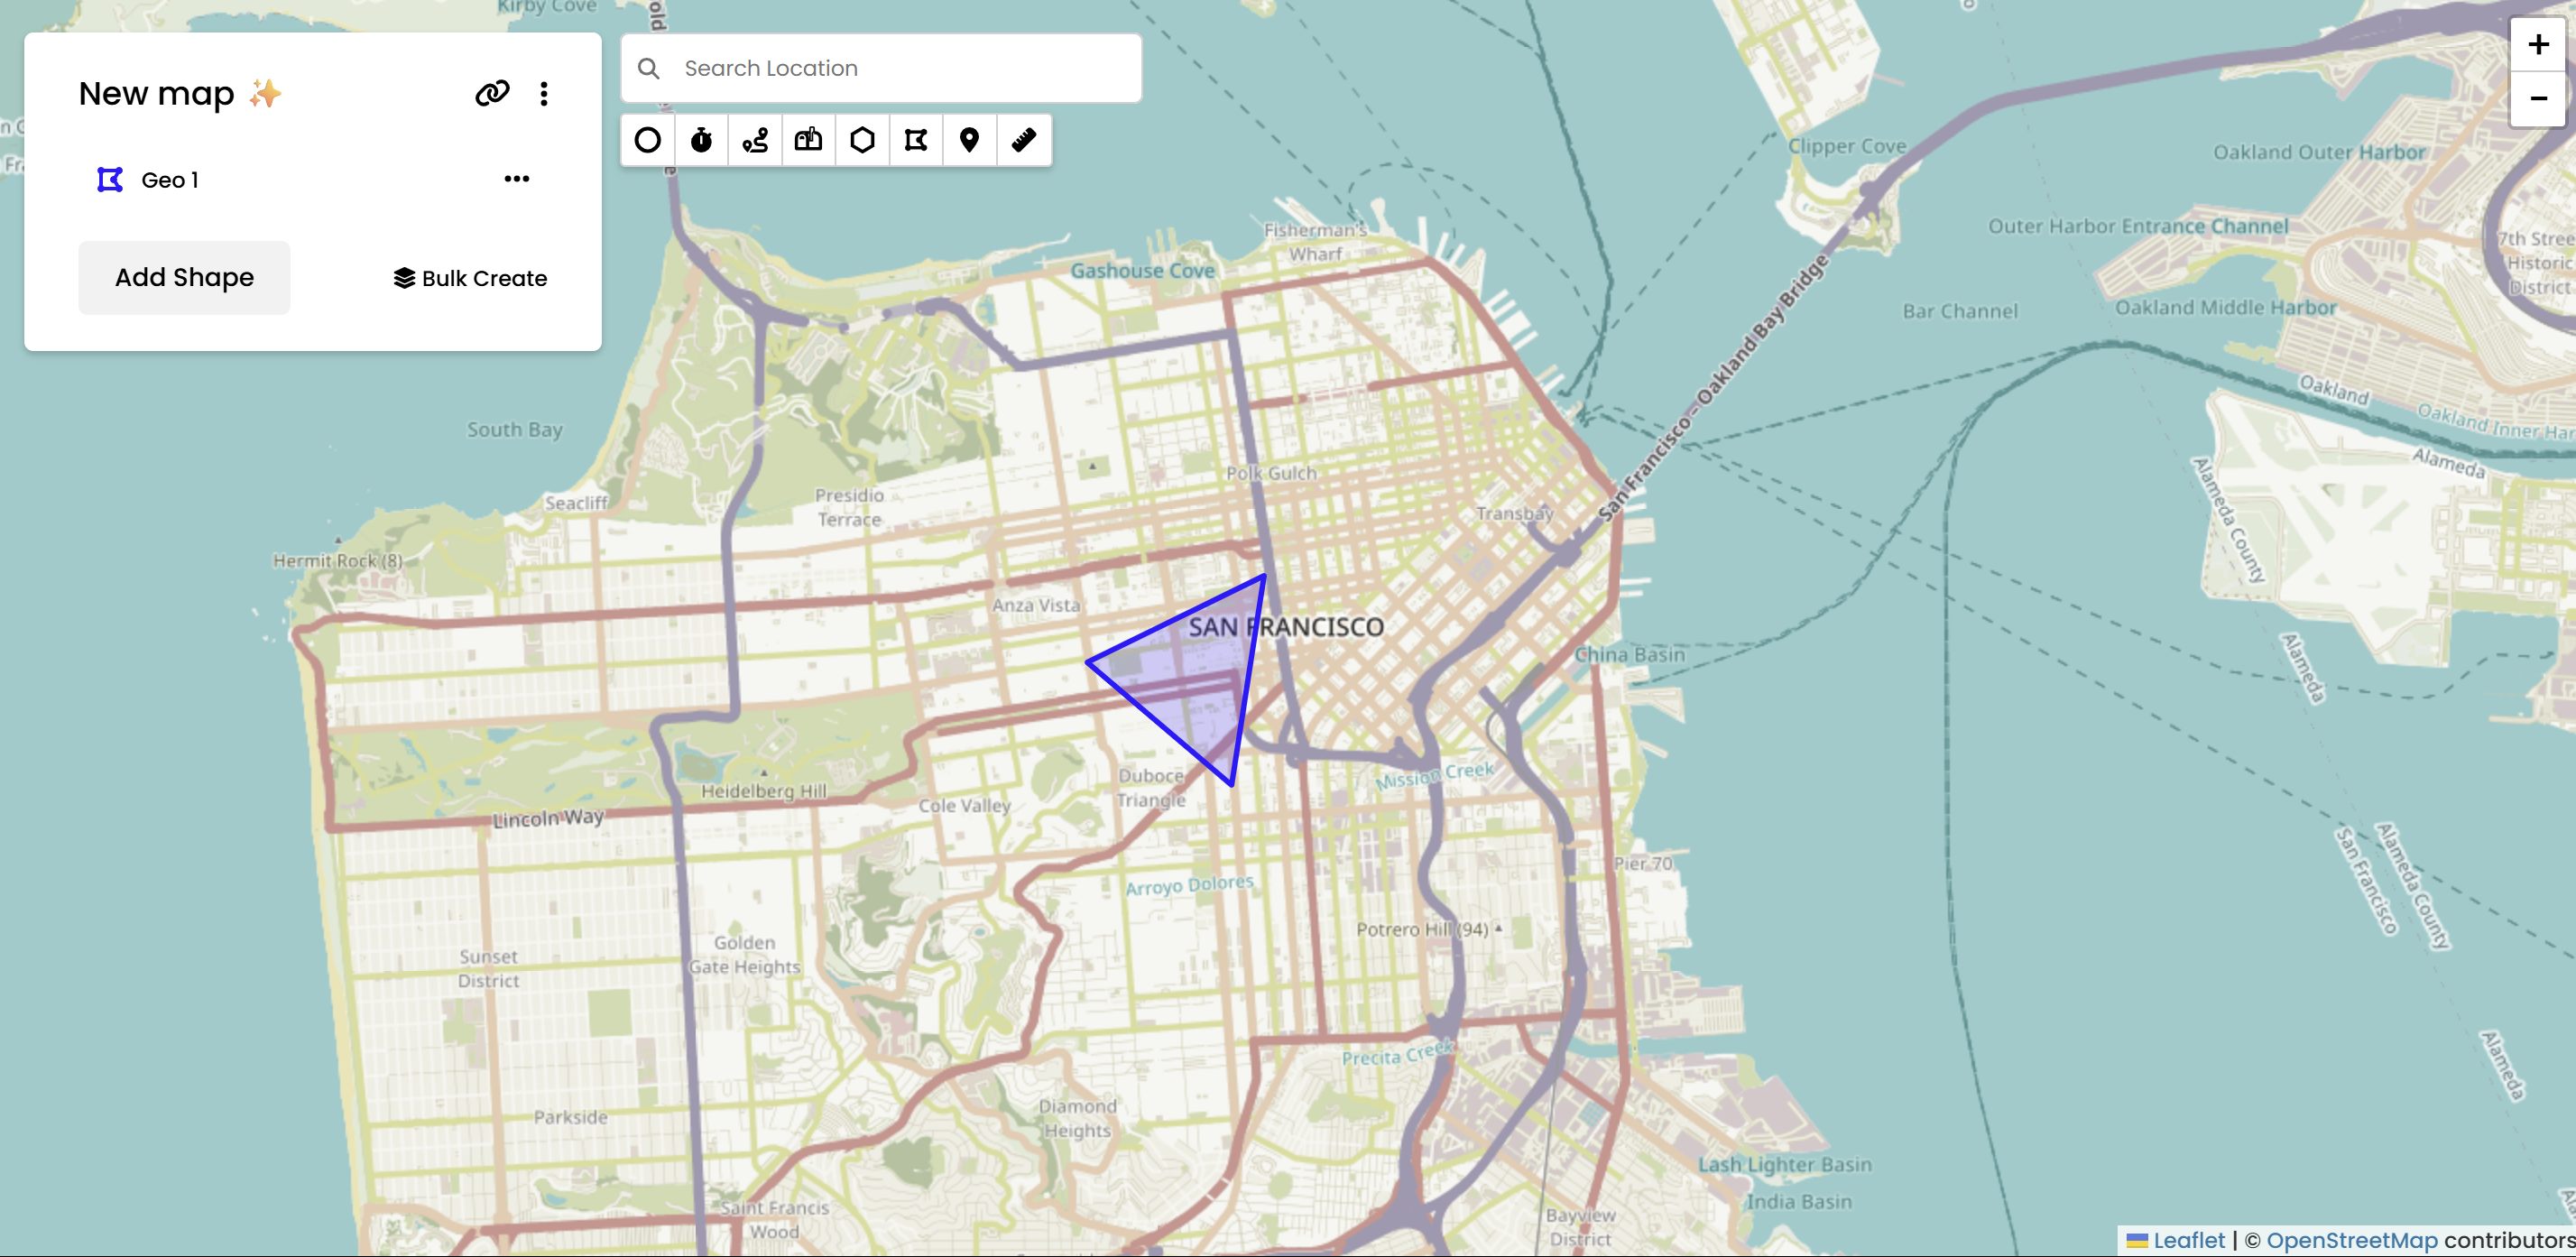 Kirby Cove
New map ✨
Search Location
Geo 1
Add Shape
Bulk Create
+
−
Clipper Cove
Oakland Outer Harbor
Outer Harbor Entrance Channel
Fisherman's
Wharf
Gashouse Cove
7th Stree
Historic
District
Bar Channel
Oakland Middle Harbor
San Francisco – Oakland Bay Bridge
Oakland
Oakland Inner Har
South Bay
Alameda
Polk Gulch
Presidio
Terrace
Seacliff
Transbay
Alameda County
Hermit Rock (8)
Anza Vista
SAN FRANCISCO
China Basin
Alameda
Duboce
Triangle
Mission Creek
Heidelberg Hill
Cole Valley
Lincoln Way
Pier 70
San Francisco
Alameda County
Arroyo Dolores
Potrero Hill (94)
Golden
Gate Heights
Sunset
District
Precita Creek
Alameda
Parkside
Diamond
Heights
Lash Lighter Basin
India Basin
Saint Francis
Wood
Bayview
District
Leaflet | © OpenStreetMap contributors